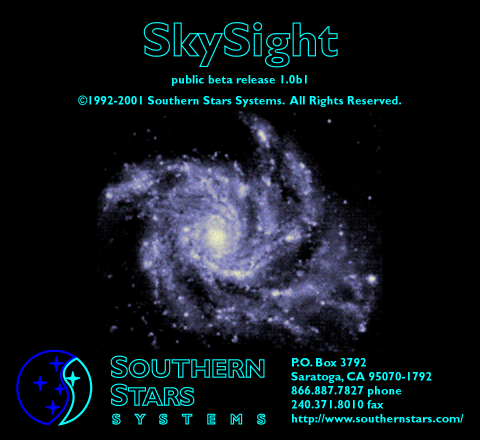 SkySight
public beta release 1.0b1
©1992-2001 Southern Stars Systems. All Rights Reserved.
SOUTHERN
STARS
SYSTEMS
P.O. Box 3792
Saratoga, CA 95070-1792
866.887.7827 phone
240.371.8010 fax
http://www.southernstars.com/